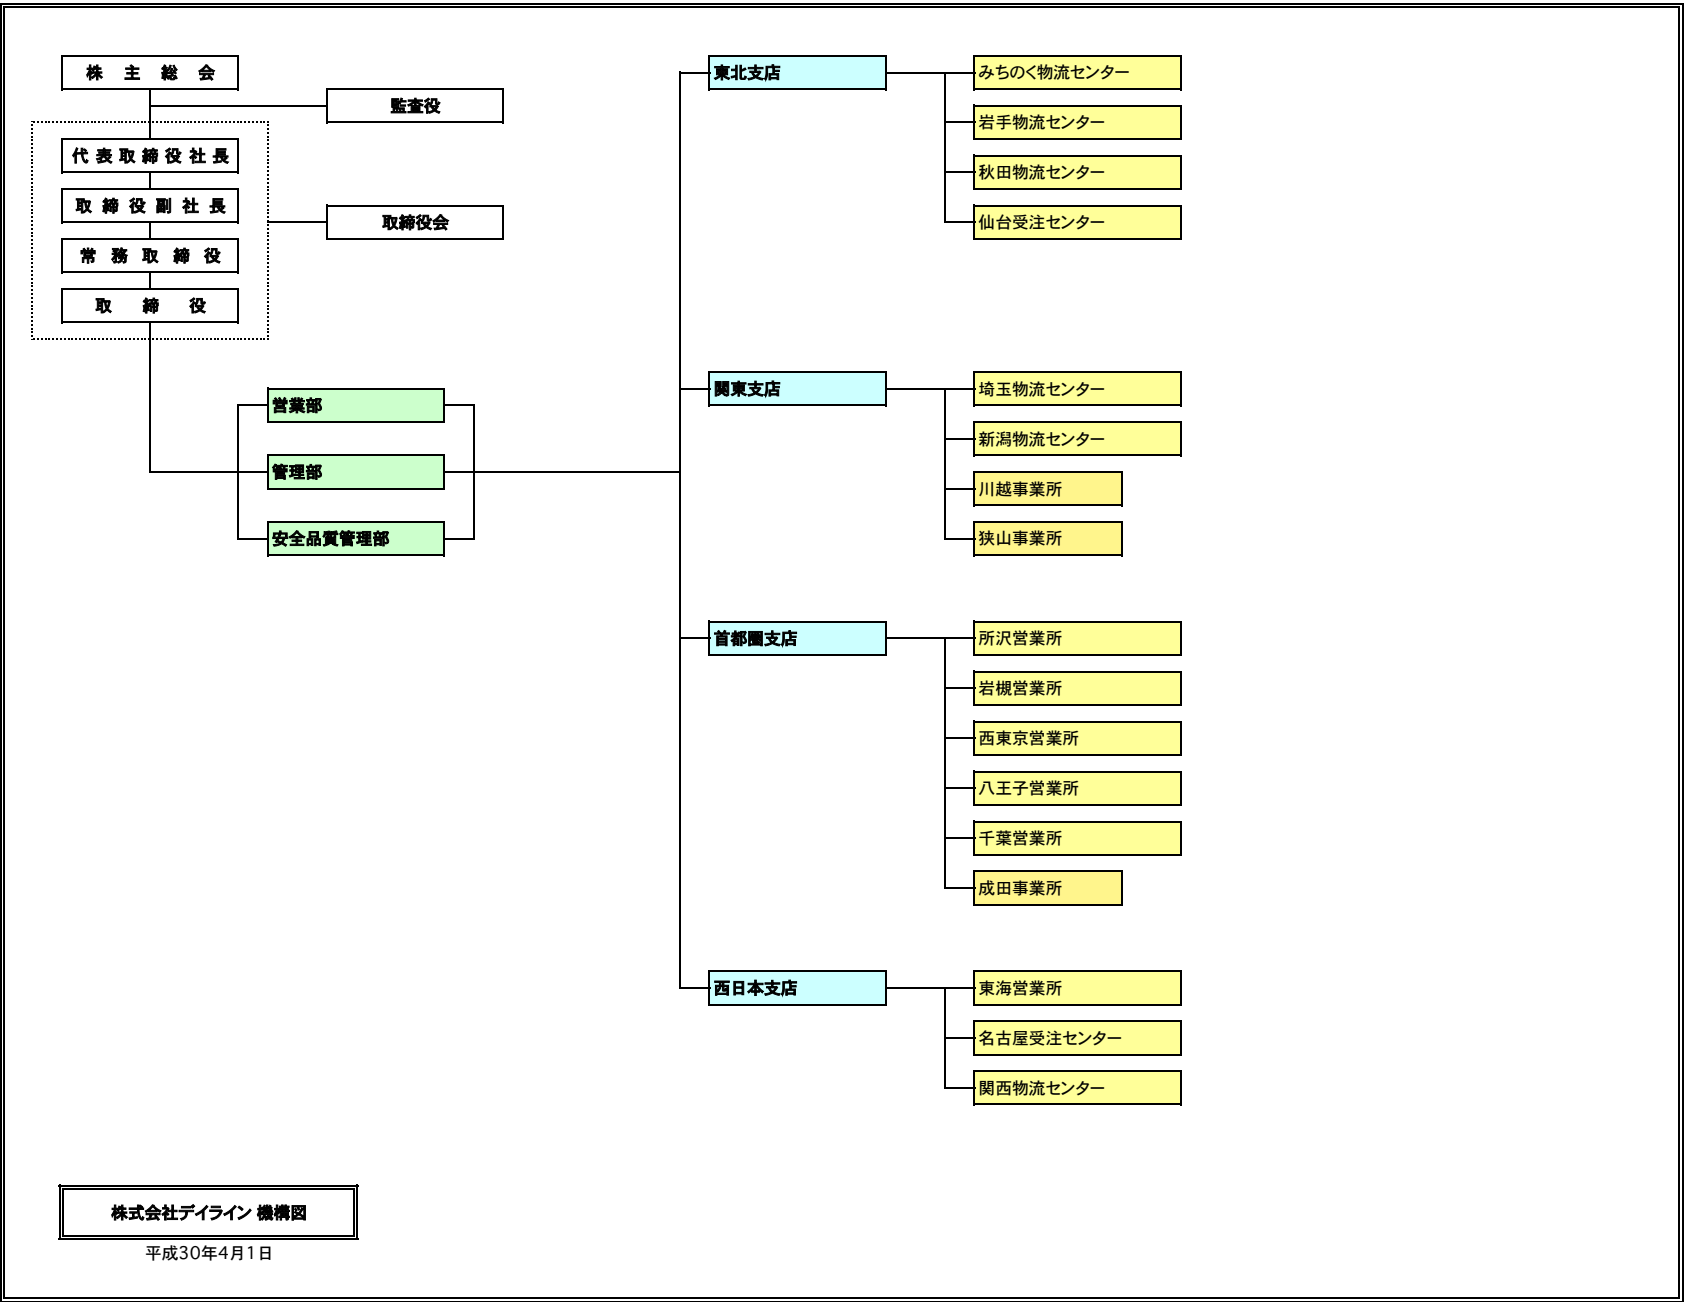 株主総会
監査役
代表取締役社長
取締役副社長
取締役会
常務取締役
取締役
営業部
管理部
安全品質管理部
東北支店
みちのく物流センター
岩手物流センター
秋田物流センター
仙台受注センター
関東支店
埼玉物流センター
新潟物流センター
川越事業所
狭山事業所
首都圏支店
所沢営業所
岩槻営業所
西東京営業所
八王子営業所
千葉営業所
成田事業所
西日本支店
東海営業所
名古屋受注センター
関西物流センター
株式会社デイライン 機構図
平成30年4月1日